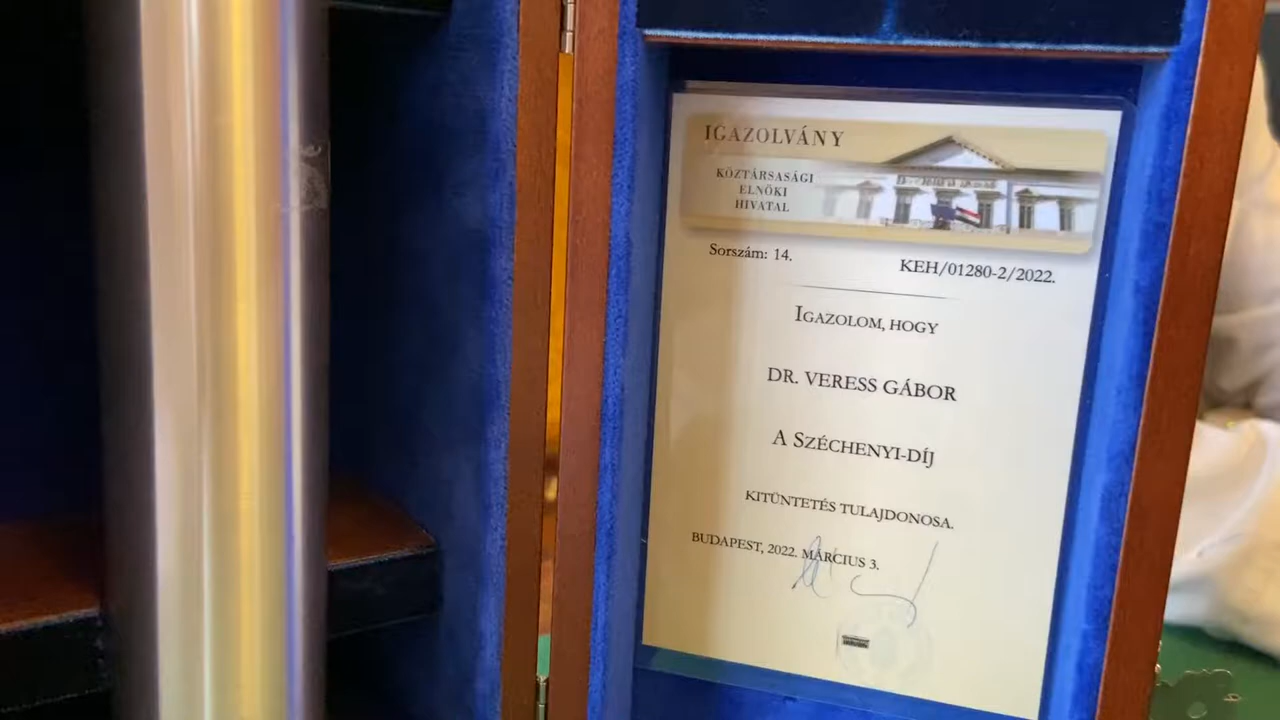 IGAZOLVÁNY
KÖZTÁRSASÁGI
ELNÖKI
HIVATAL
Sorszám: 14.
KEH/01280-2/2022.
IGAZOLOM, HOGY
DR. VERESS GÁBOR
A SZÉCHENYI-DÍJ
KITÜNTETÉS TULAJDONOSA.
BUDAPEST, 2022. MÁRCIUS 3.